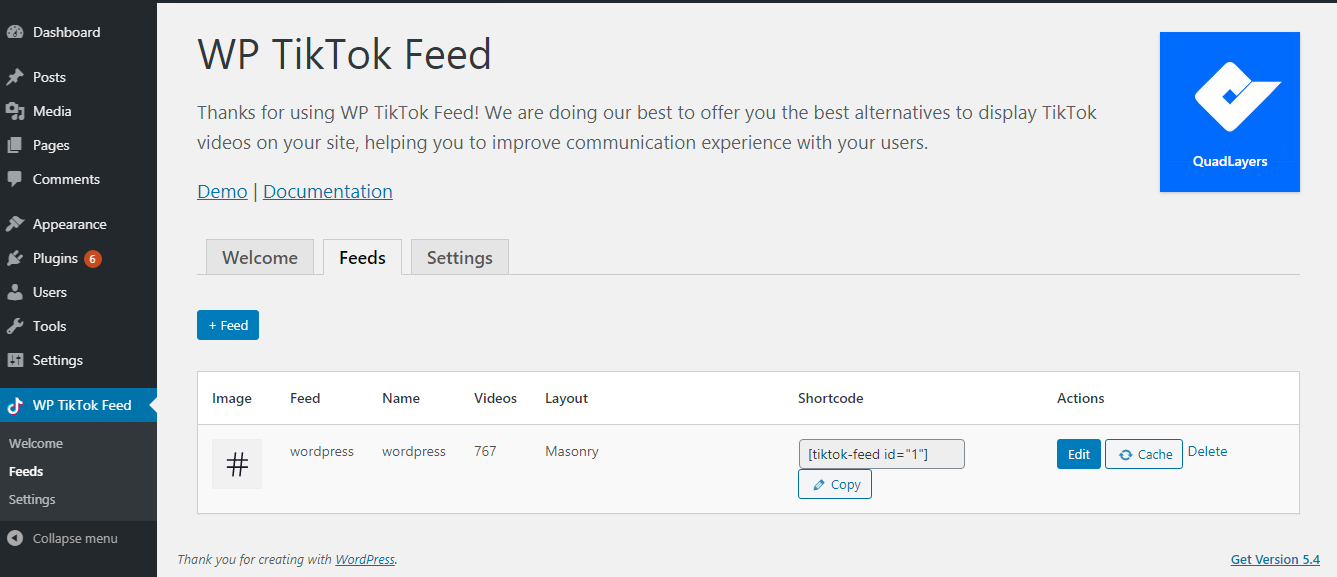 Dashboard
Posts
Media
Pages
Comments
Appearance
Plugins 6
Users
Tools
Settings
WP TikTok Feed
Welcome
Feeds
Settings
Collapse menu
WP TikTok Feed
Thanks for using WP TikTok Feed! We are doing our best to offer you the best alternatives to display TikTok
videos on your site, helping you to improve communication experience with your users.
Demo | Documentation
QuadLayers
Welcome Feeds Settings
+ Feed
Image Feed Name Videos Layout Shortcode Actions
# wordpress wordpress 767 Masonry [tiktok-feed id="1"] Edit Cache Delete
Copy
Thank you for creating with WordPress. Get Version 5.4